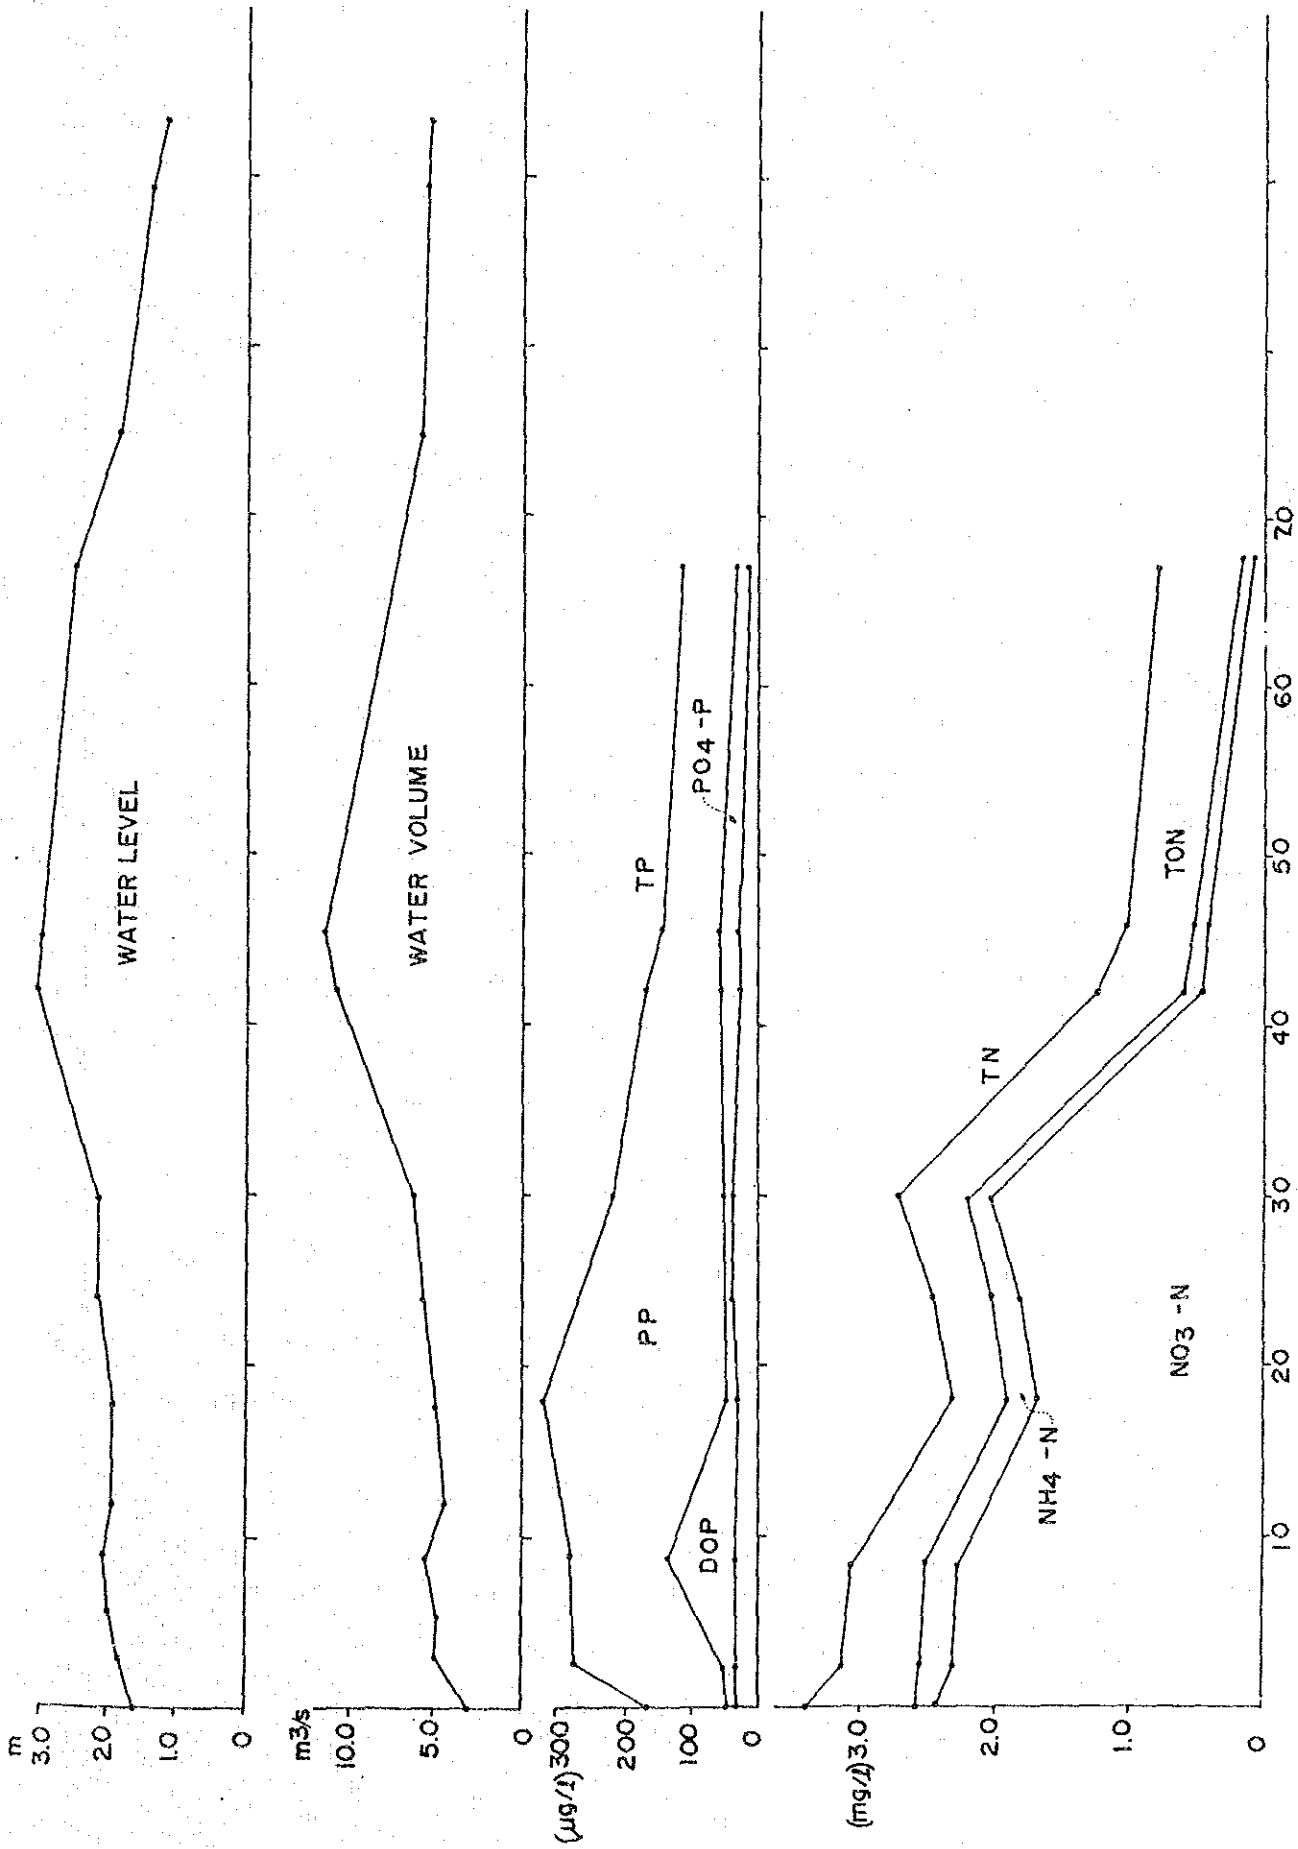 m
3.0
2.0
1.0
0
WATER LEVEL
m3/s
10.0
5.0
0
WATER VOLUME
(µg/l) 300
200
100
0
TP
PP
DOP
PO4-P
(mg/l) 3.0
2.0
1.0
0
TN
TON
NH4-N
NO3-N
10
20
30
40
50
60
70